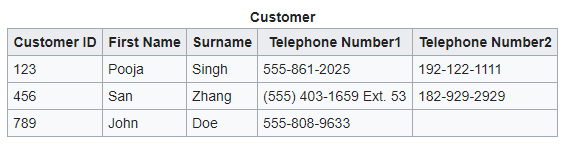 Customer
Customer ID First Name Surname Telephone Number1 Telephone Number2
123 Pooja Singh 555-861-2025 192-122-1111
456 San Zhang (555) 403-1659 Ext. 53 182-929-2929
789 John Doe 555-808-9633